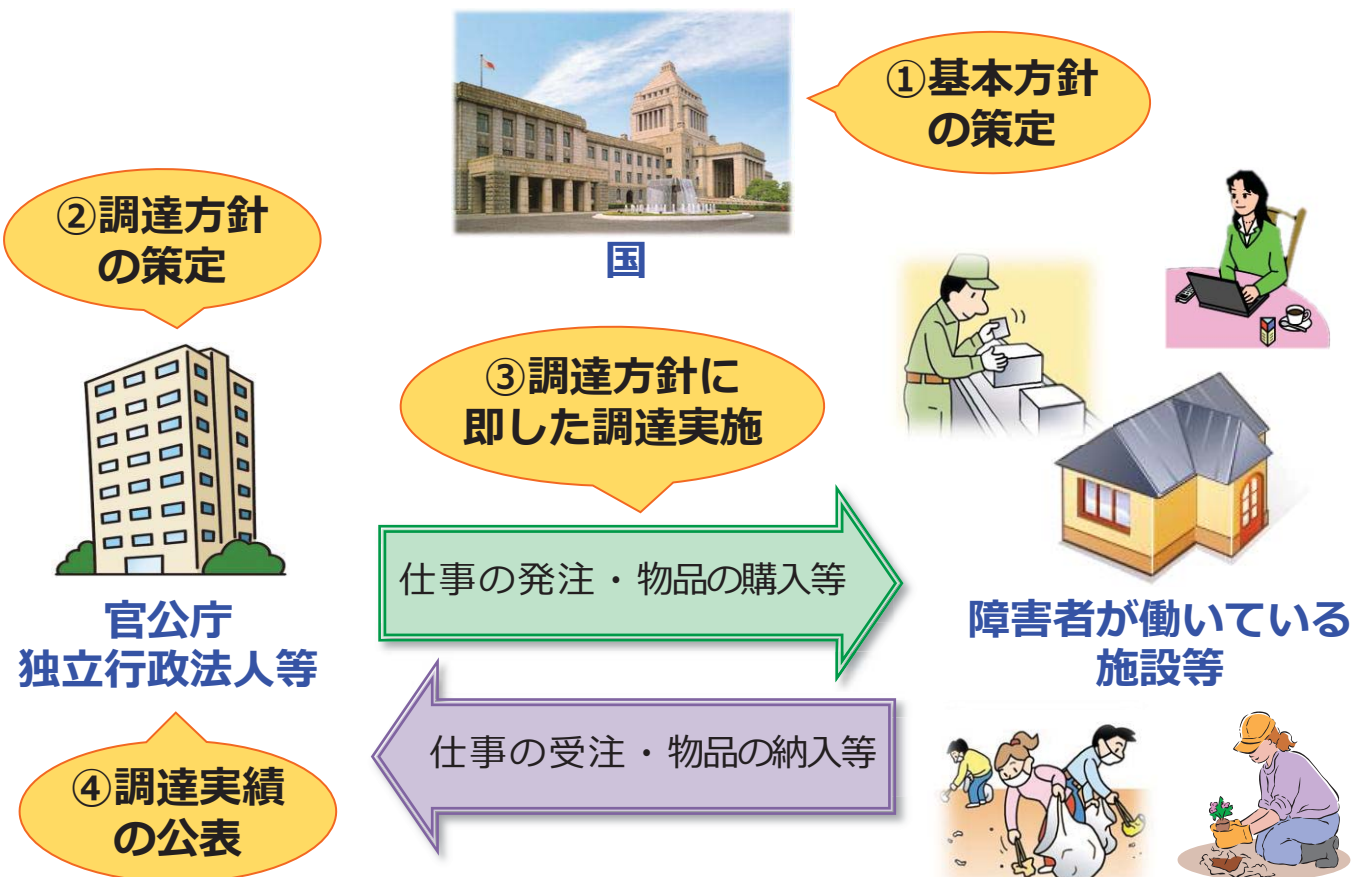 ①基本方針
の策定
国
②調達方針
の策定
③調達方針に
即した調達実施
仕事の発注・物品の購入等
官公庁
独立行政法人等
障害者が働いている
施設等
仕事の受注・物品の納入等
④調達実績
の公表